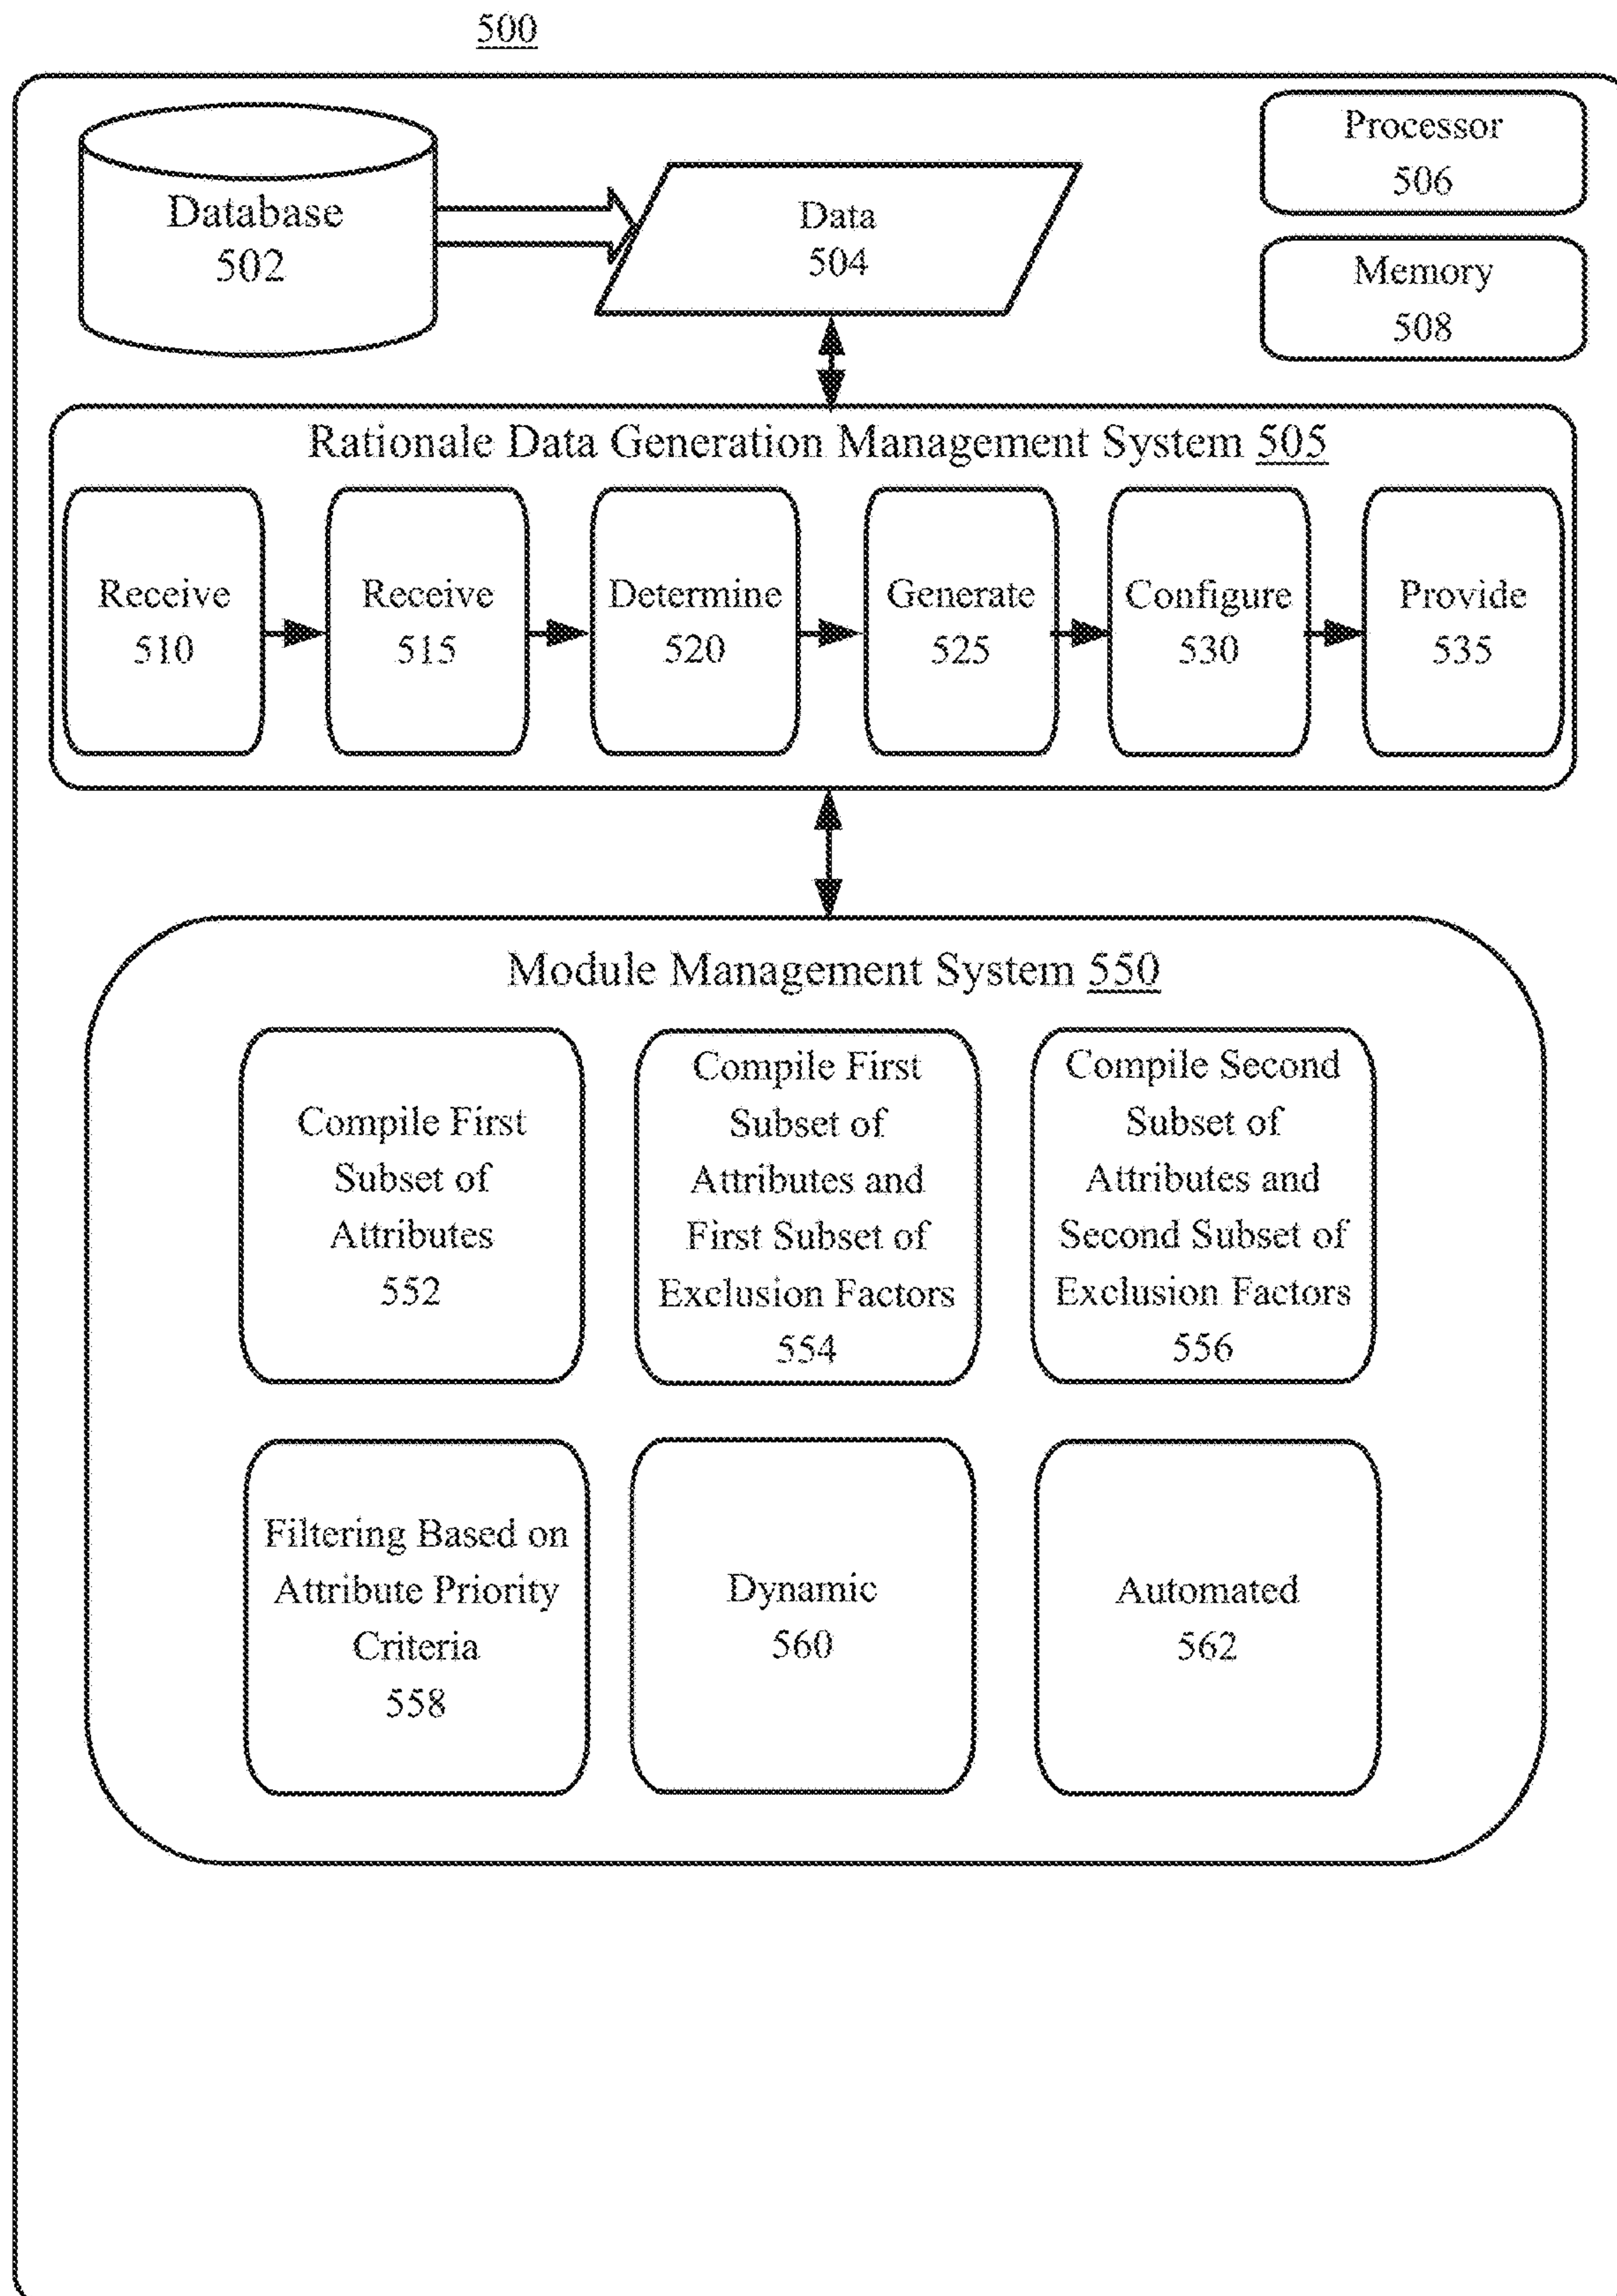 500
Database
502
Data
504
Processor
506
Memory
508
Rationale Data Generation Management System 505
Receive
510
Receive
515
Determine
520
Generate
525
Configure
530
Provide
535
Module Management System 550
Compile First
Subset of
Attributes
552
Compile First
Subset of
Attributes and
First Subset of
Exclusion Factors
554
Compile Second
Subset of
Attributes and
Second Subset of
Exclusion Factors
556
Filtering Based on
Attribute Priority
Criteria
558
Dynamic
560
Automated
562